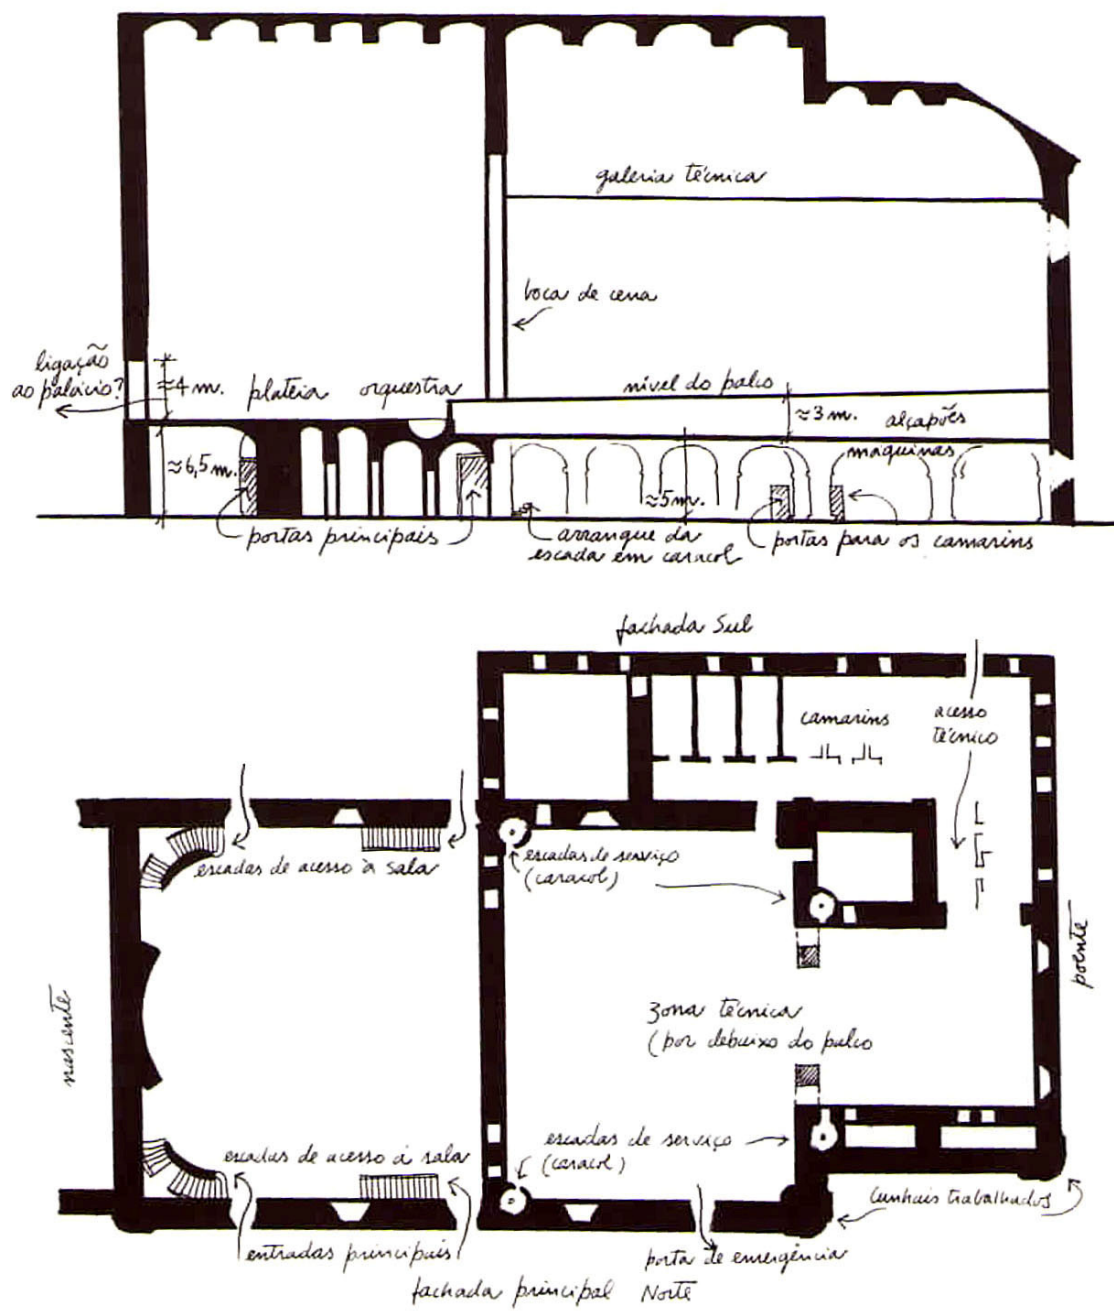 galeria técnica
boca de cena
ligação
ao palácio?
≈4 m.
plateia
orquestra
nível do palco
≈3 m.
alçapões
máquinas
≈6,5 m.
≈5 m.
portas principais
arranque da
escada em caracol
portas para os camarins
fachada Sul
camarins
acesso
técnico
escadas de acesso à sala
escadas de serviço
(caracol)
nascente
poente
zona técnica
(por debaixo do palco
escadas de acesso à sala
escadas de serviço
(caracol)
cunhais trabalhados
entradas principais
porta de emergência
fachada principal Norte